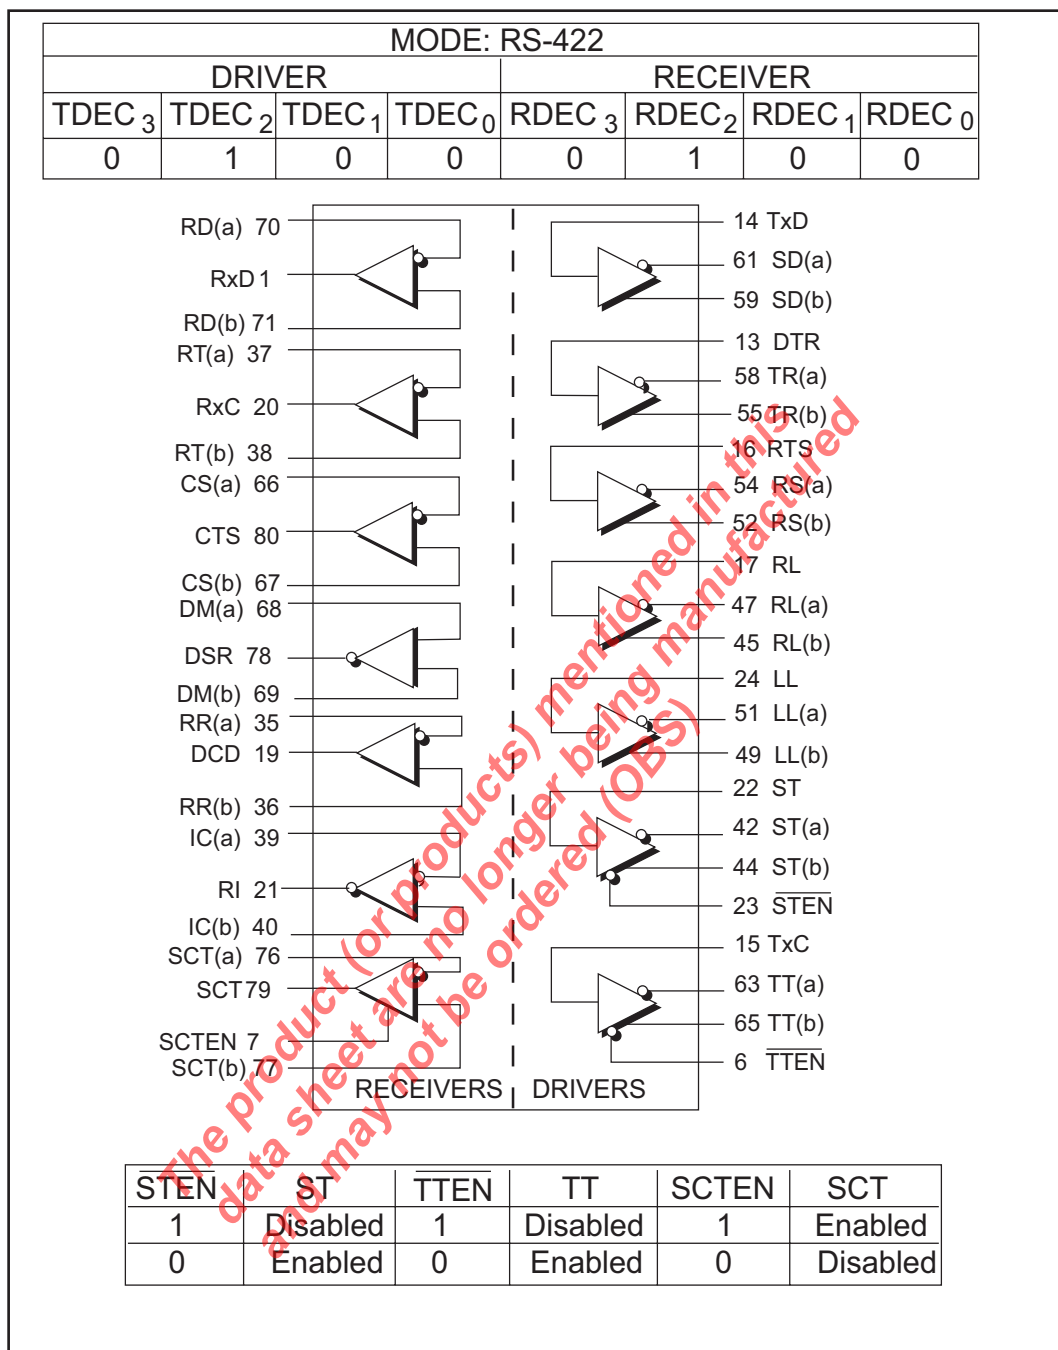 MODE: RS-422
DRIVER RECEIVER
TDEC3 TDEC2 TDEC1 TDEC0 RDEC3 RDEC2 RDEC1 RDEC0
0 1 0 0 0 1 0 0
RD(a) 70
RxD 1
RD(b) 71
RT(a) 37
RxC 20
RT(b) 38
CS(a) 66
CTS 80
CS(b) 67
DM(a) 68
DSR 78
DM(b) 69
RR(a) 35
DCD 19
RR(b) 36
IC(a) 39
RI 21
IC(b) 40
SCT(a) 76
SCT 79
SCTEN 7
SCT(b) 77
14 TxD
61 SD(a)
59 SD(b)
13 DTR
58 TR(a)
55 TR(b)
16 RTS
54 RS(a)
52 RS(b)
17 RL
47 RL(a)
45 RL(b)
24 LL
51 LL(a)
49 LL(b)
22 ST
42 ST(a)
44 ST(b)
23 STEN
15 TxC
63 TT(a)
65 TT(b)
6 TTEN
RECEIVERS DRIVERS
The product (or products) mentioned in this
data sheet are no longer being manufactured
and may not be ordered (OBS)
STEN ST TTEN TT SCTEN SCT
1 Disabled 1 Disabled 1 Enabled
0 Enabled 0 Enabled 0 Disabled